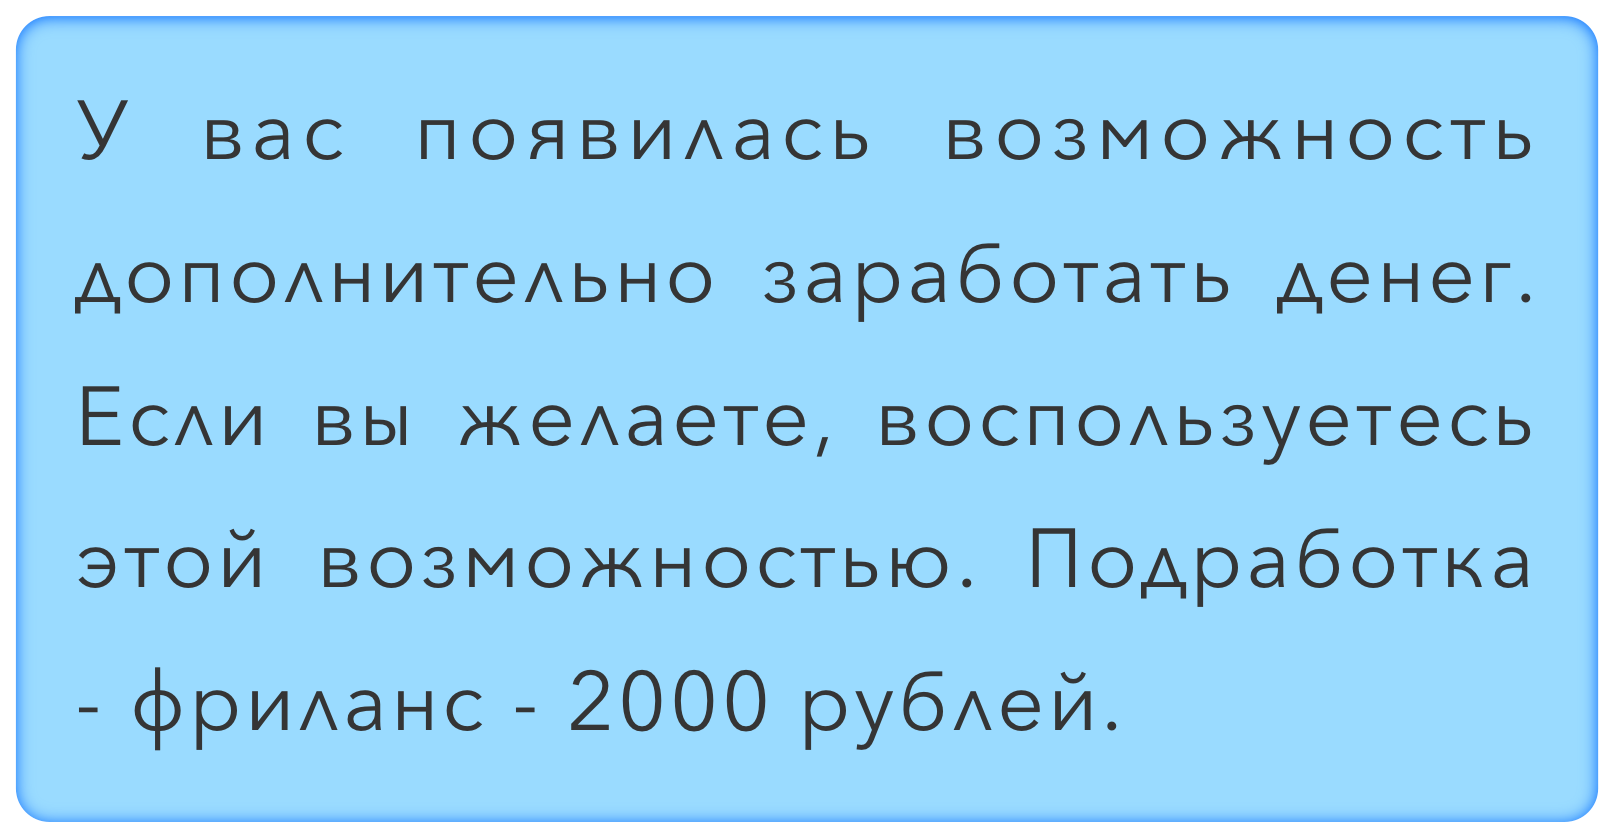 У вас появилась возможность
дополнительно заработать денег.
Если вы желаете, воспользуетесь
этой возможностью. Подработка
- фриланс - 2000 рублей.